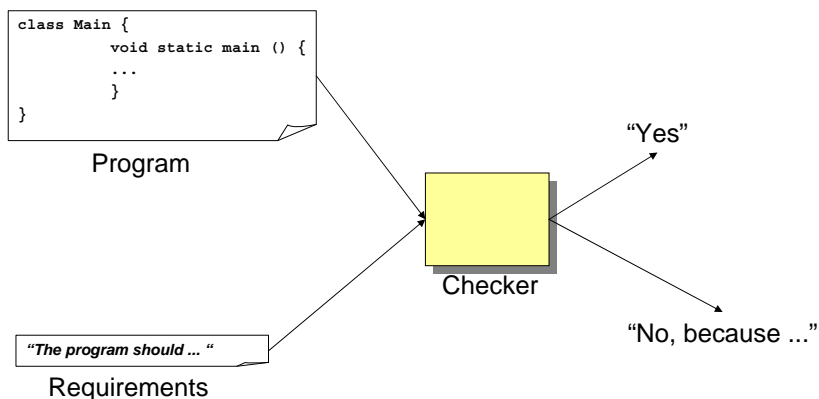 class Main {
void static main () {
...
}
}
Program
“Yes”
Checker
“No, because ...”
“The program should ... “
Requirements